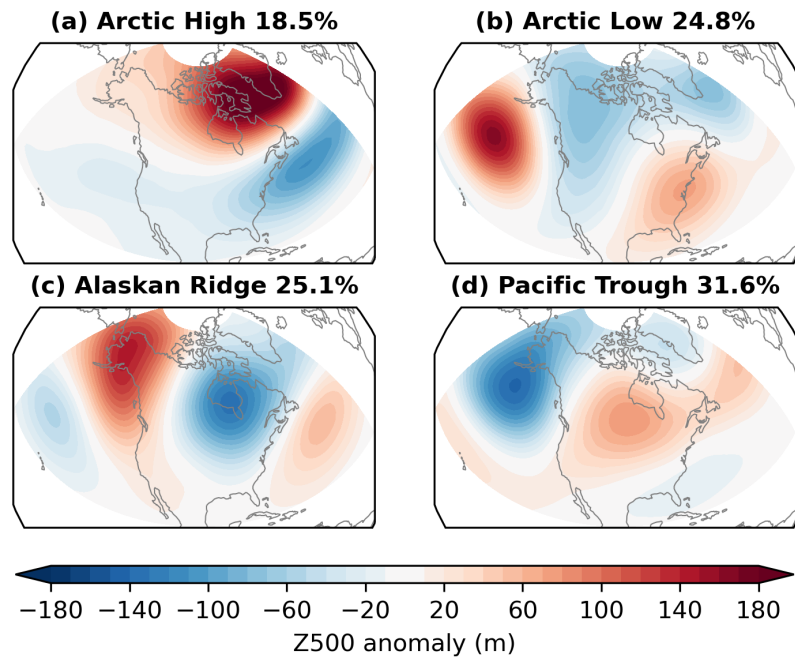 (a) Arctic High 18.5%
(b) Arctic Low 24.8%
(c) Alaskan Ridge 25.1%
(d) Pacific Trough 31.6%
−180 −140 −100 −60 −20 20 60 100 140 180
Z500 anomaly (m)